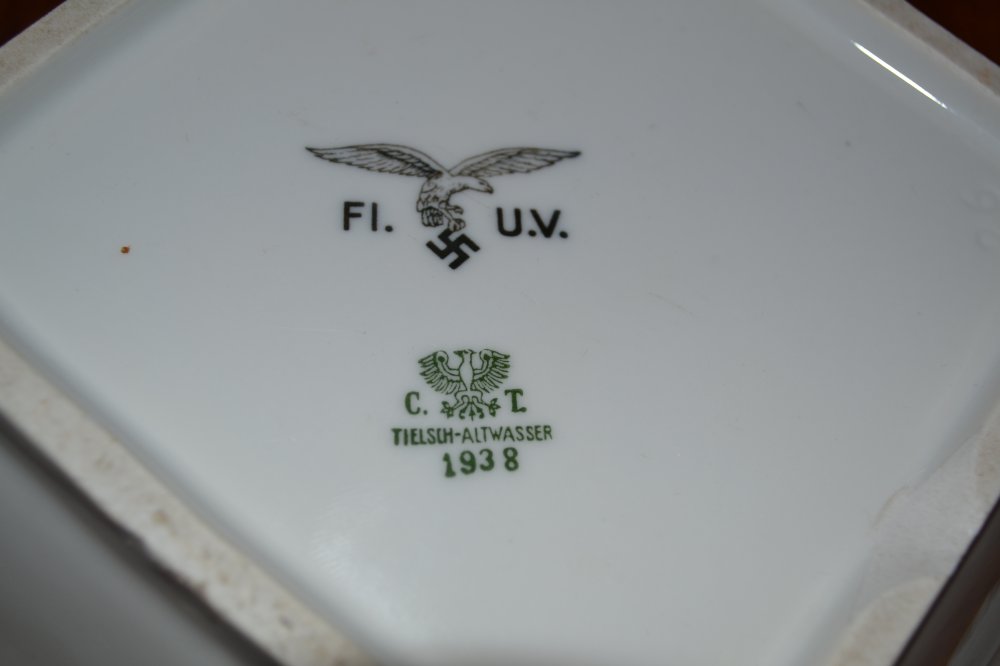 Fl. U.V.
C. T.
TIELSCH-ALTWASSER
1938